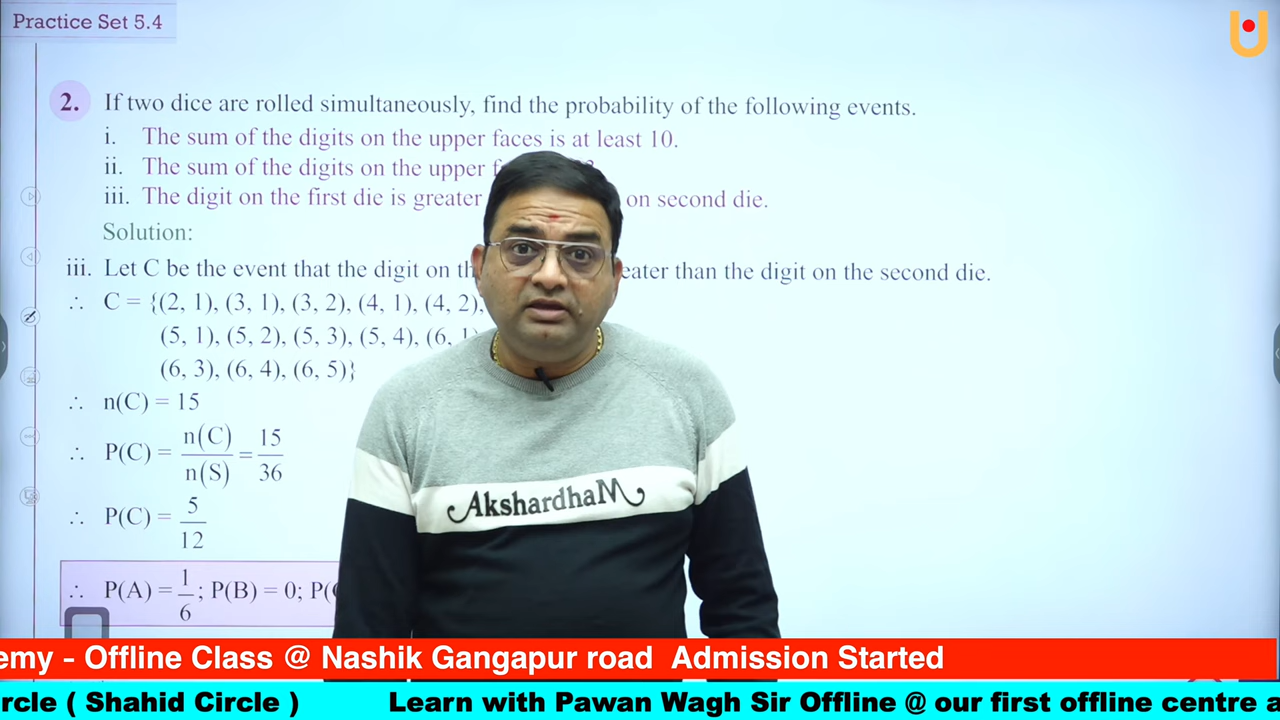 Practice Set 5.4
2. If two dice are rolled simultaneously, find the probability of the following events.
i. The sum of the digits on the upper faces is at least 10.
ii. The sum of the digits on the upper
iii. The digit on the first die is greater on second die.
Solution:
iii. Let C be the event that the digit on than the digit on the second die.
∴ C = {(2, 1), (3, 1), (3, 2), (4, 1), (4, 2),
(5, 1), (5, 2), (5, 3), (5, 4), (6, 1)
(6, 3), (6, 4), (6, 5)}
∴ n(C) = 15
∴ P(C) = n(C)/n(S) = 15/36
∴ P(C) = 5/12
∴ P(A) = 1/6; P(B) = 0;
AkshardhaM
emy - Offline Class @ Nashik Gangapur road Admission Started
rcle ( Shahid Circle ) Learn with Pawan Wagh Sir Offline @ our first offline centre a